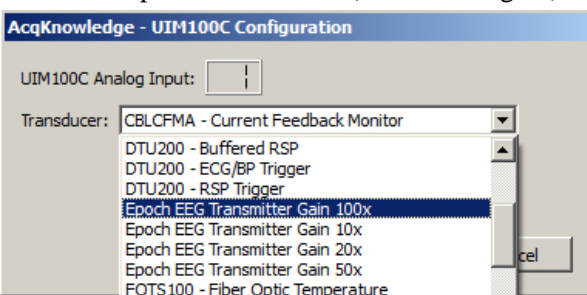 AcqKnowledge - UIM100C Configuration
UIM100C Analog Input:
Transducer: CBLCFMA - Current Feedback Monitor
DTU200 - Buffered RSP
DTU200 - ECG/BP Trigger
DTU200 - RSP Trigger
Epoch EEG Transmitter Gain 100x
Epoch EEG Transmitter Gain 10x
Epoch EEG Transmitter Gain 20x
Epoch EEG Transmitter Gain 50x
cel
FOTS100 - Fiber Optic Temperature